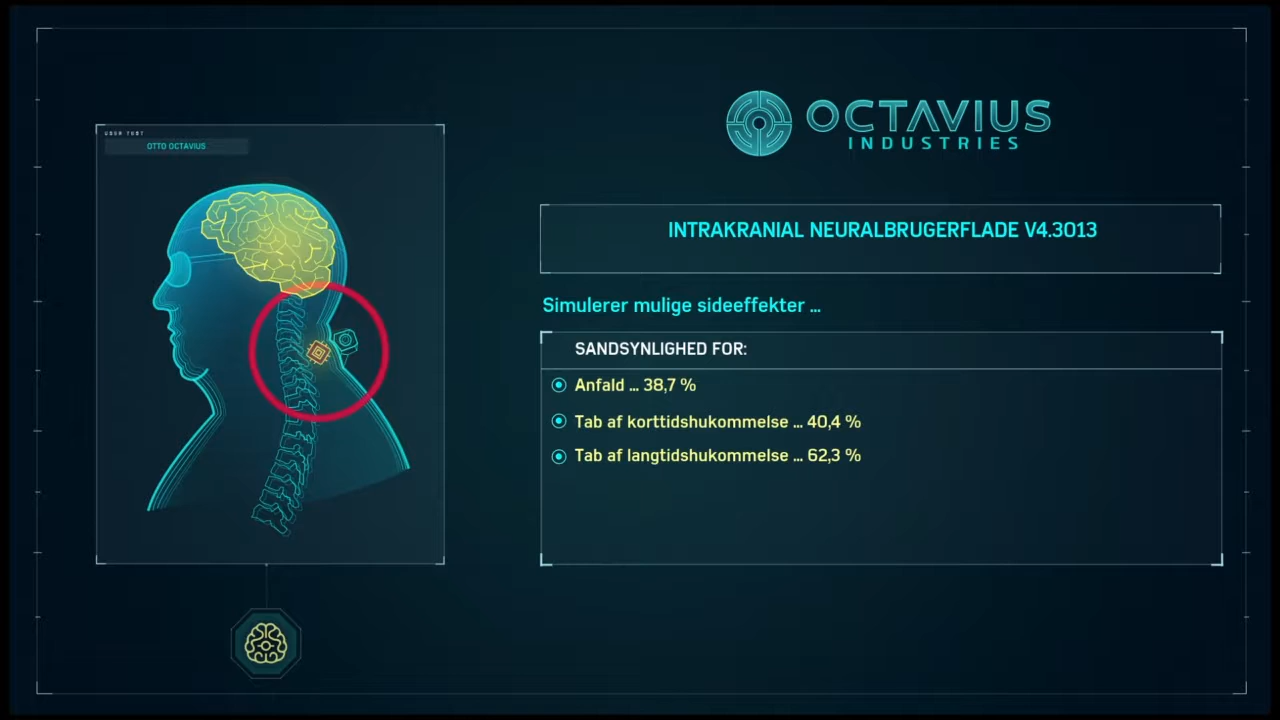 OTTO OCTAVIUS
OCTAVIUS
INDUSTRIES
INTRAKRANIAL NEURALBRUGERFLADE V4.3013
Simulerer mulige sideeffekter ...
SANDSYNLIGHED FOR:
Anfald ... 38,7 %
Tab af korttidshukommelse ... 40,4 %
Tab af langtidshukommelse ... 62,3 %